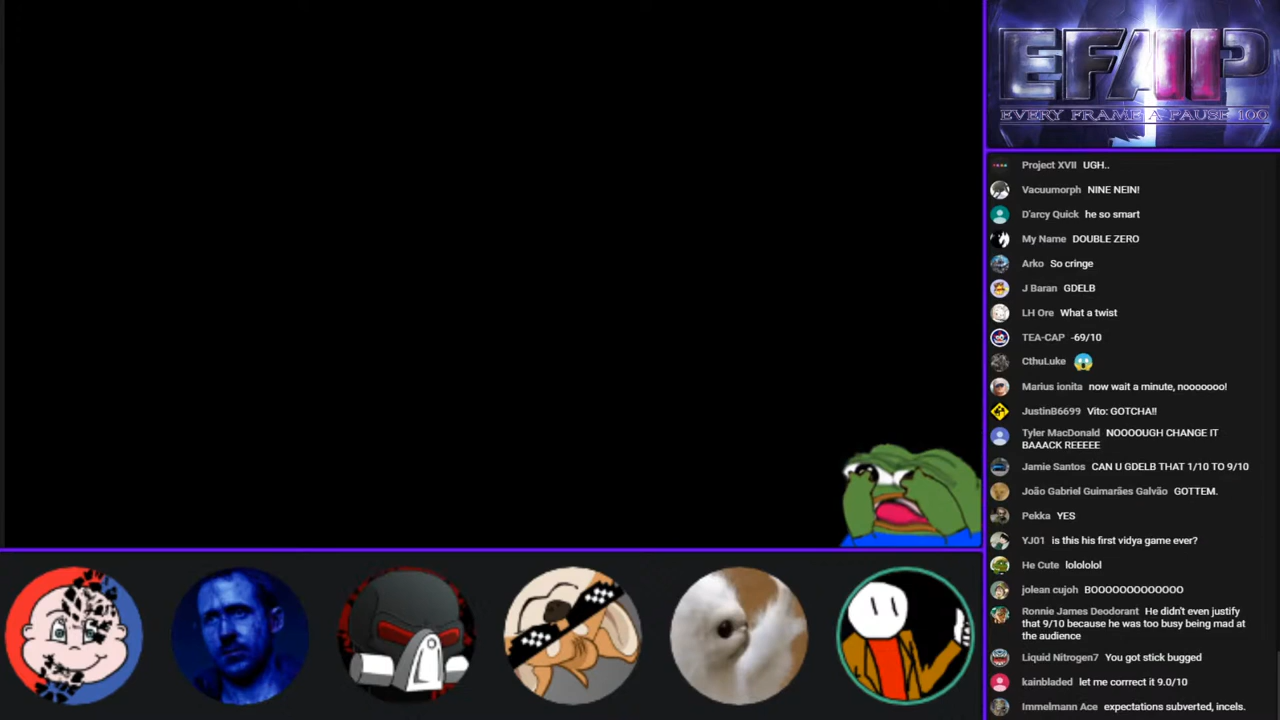 EFAP
EVERY FRAME A PAUSE 100
Project XVII UGH..
Vacuumorph NINE NEIN!
D'arcy Quick he so smart
My Name DOUBLE ZERO
Arko So cringe
J Baran GDELB
LH Ore What a twist
TEA-CAP -69/10
CthuLuke
Marius ionita now wait a minute, nooooooo!
JustinB6699 Vito: GOTCHA!!
Tyler MacDonald NOOOOUGH CHANGE IT
BAAACK REEEEE
Jamie Santos CAN U GDELB THAT 1/10 TO 9/10
João Gabriel Guimarães Galvão GOTTEM.
Pekka YES
YJ01 is this his first vidya game ever?
He Cute lolololol
jolean cujoh BOOOOOOOOOOOO
Ronnie James Deodorant He didn't even justify
that 9/10 because he was too busy being mad at
the audience
Liquid Nitrogen7 You got stick bugged
kainbladed let me corrrect it 9.0/10
Immelmann Ace expectations subverted, incels.